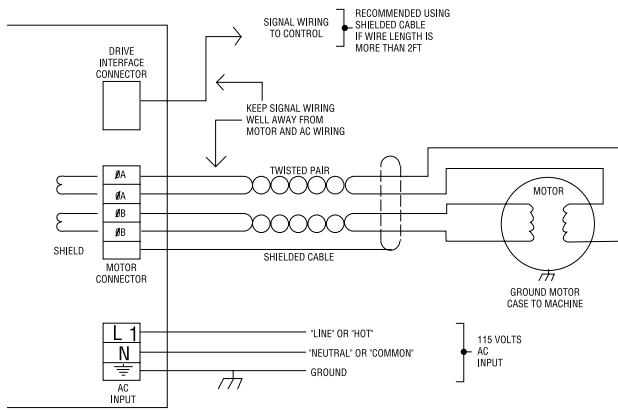 SIGNAL WIRING
TO CONTROL
RECOMMENDED USING
SHIELDED CABLE
IF WIRE LENGTH IS
MORE THAN 2FT
DRIVE
INTERFACE
CONNECTOR
KEEP SIGNAL WIRING
WELL AWAY FROM
MOTOR AND AC WIRING
ØA
ØA
ØB
ØB
TWISTED PAIR
MOTOR
SHIELD
MOTOR
CONNECTOR
SHIELDED CABLE
GROUND MOTOR
CASE TO MACHINE
L 1
N
"LINE" OR "HOT"
"NEUTRAL" OR "COMMON"
GROUND
115 VOLTS
AC
INPUT
AC
INPUT